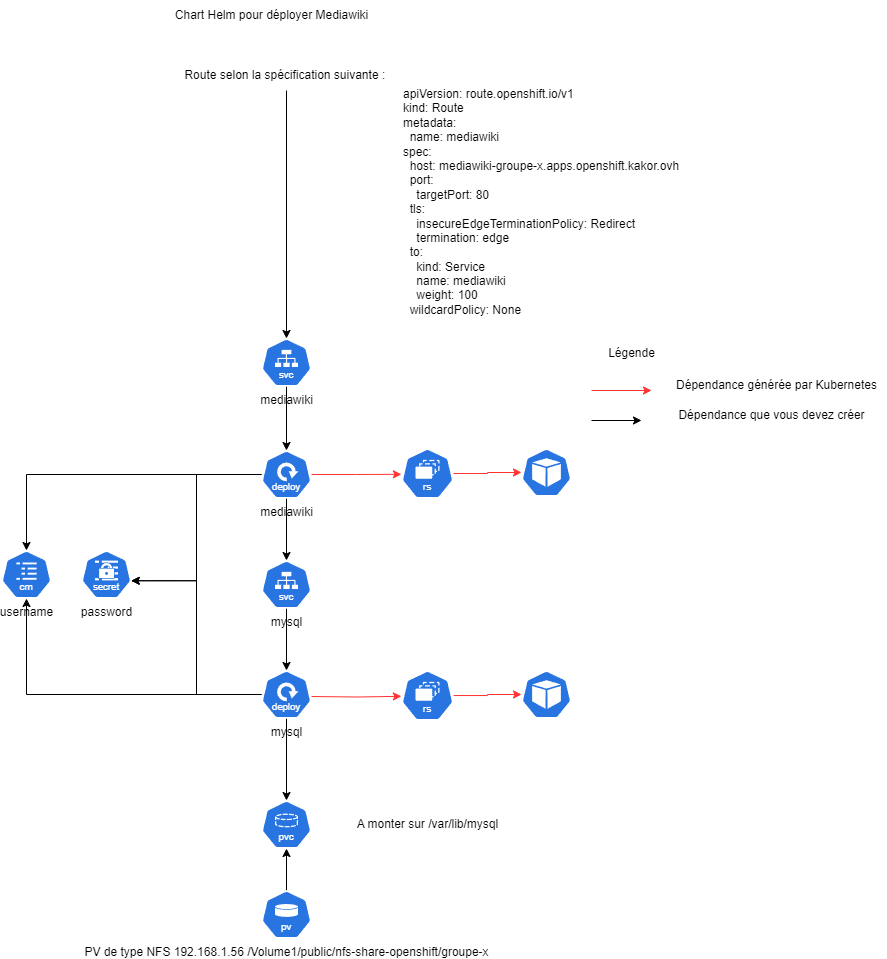 Chart Helm pour déployer Mediawiki
Route selon la spécification suivante :
apiVersion: route.openshift.io/v1
kind: Route
metadata:
  name: mediawiki
spec:
  host: mediawiki-groupe-x.apps.openshift.kakor.ovh
  port:
    targetPort: 80
  tls:
    insecureEdgeTerminationPolicy: Redirect
    termination: edge
  to:
    kind: Service
    name: mediawiki
    weight: 100
  wildcardPolicy: None
Légende
Dépendance générée par Kubernetes
Dépendance que vous devez créer
svc
mediawiki
deploy
rs
mediawiki
cm
secret
svc
username
password
mysql
deploy
rs
mysql
pvc
A monter sur /var/lib/mysql
pv
PV de type NFS 192.168.1.56 /Volume1/public/nfs-share-openshift/groupe-x